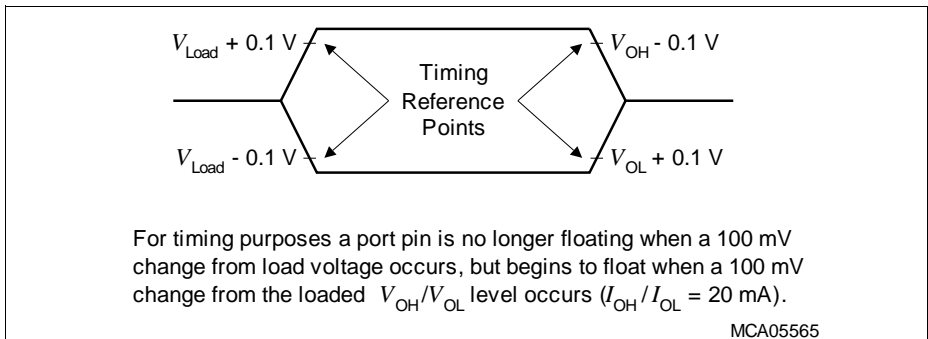 V_Load + 0.1 V
V_OH - 0.1 V
Timing
Reference
Points
V_Load - 0.1 V
V_OL + 0.1 V
For timing purposes a port pin is no longer floating when a 100 mV
change from load voltage occurs, but begins to float when a 100 mV
change from the loaded V_OH/V_OL level occurs (I_OH/I_OL = 20 mA).
MCA05565